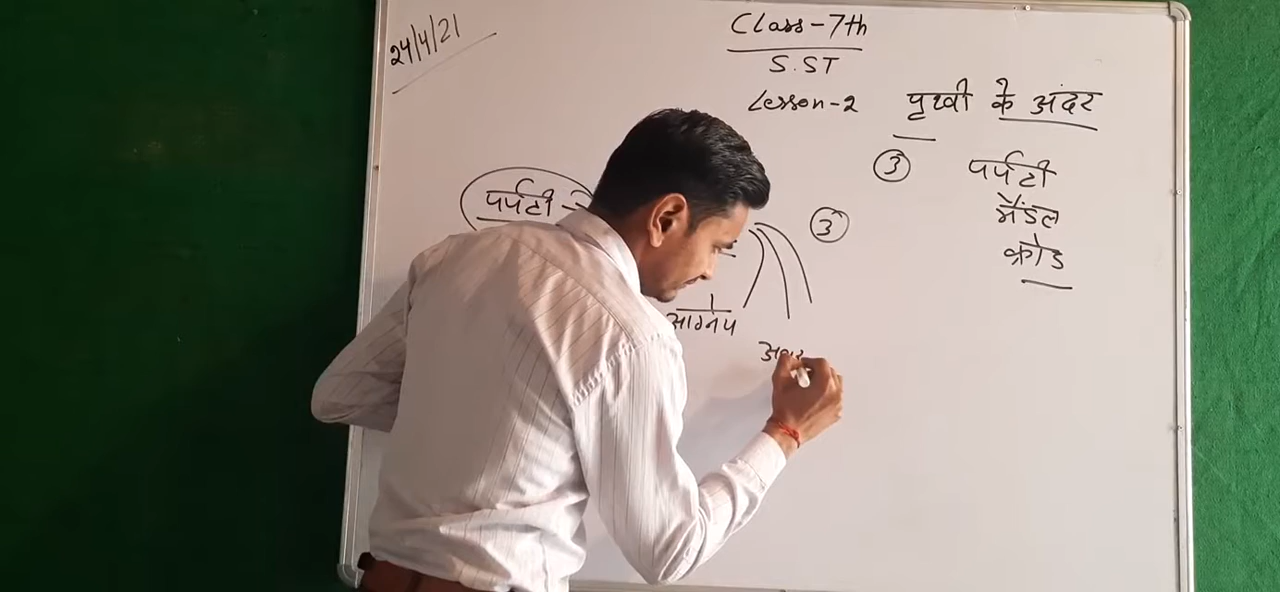 24/4/21
Class-7th
S.ST
Lesson-2 पृथ्वी के अंदर
③ पर्पटी
मैंडल
क्रोड
पर्पटी →
③
आग्नेय